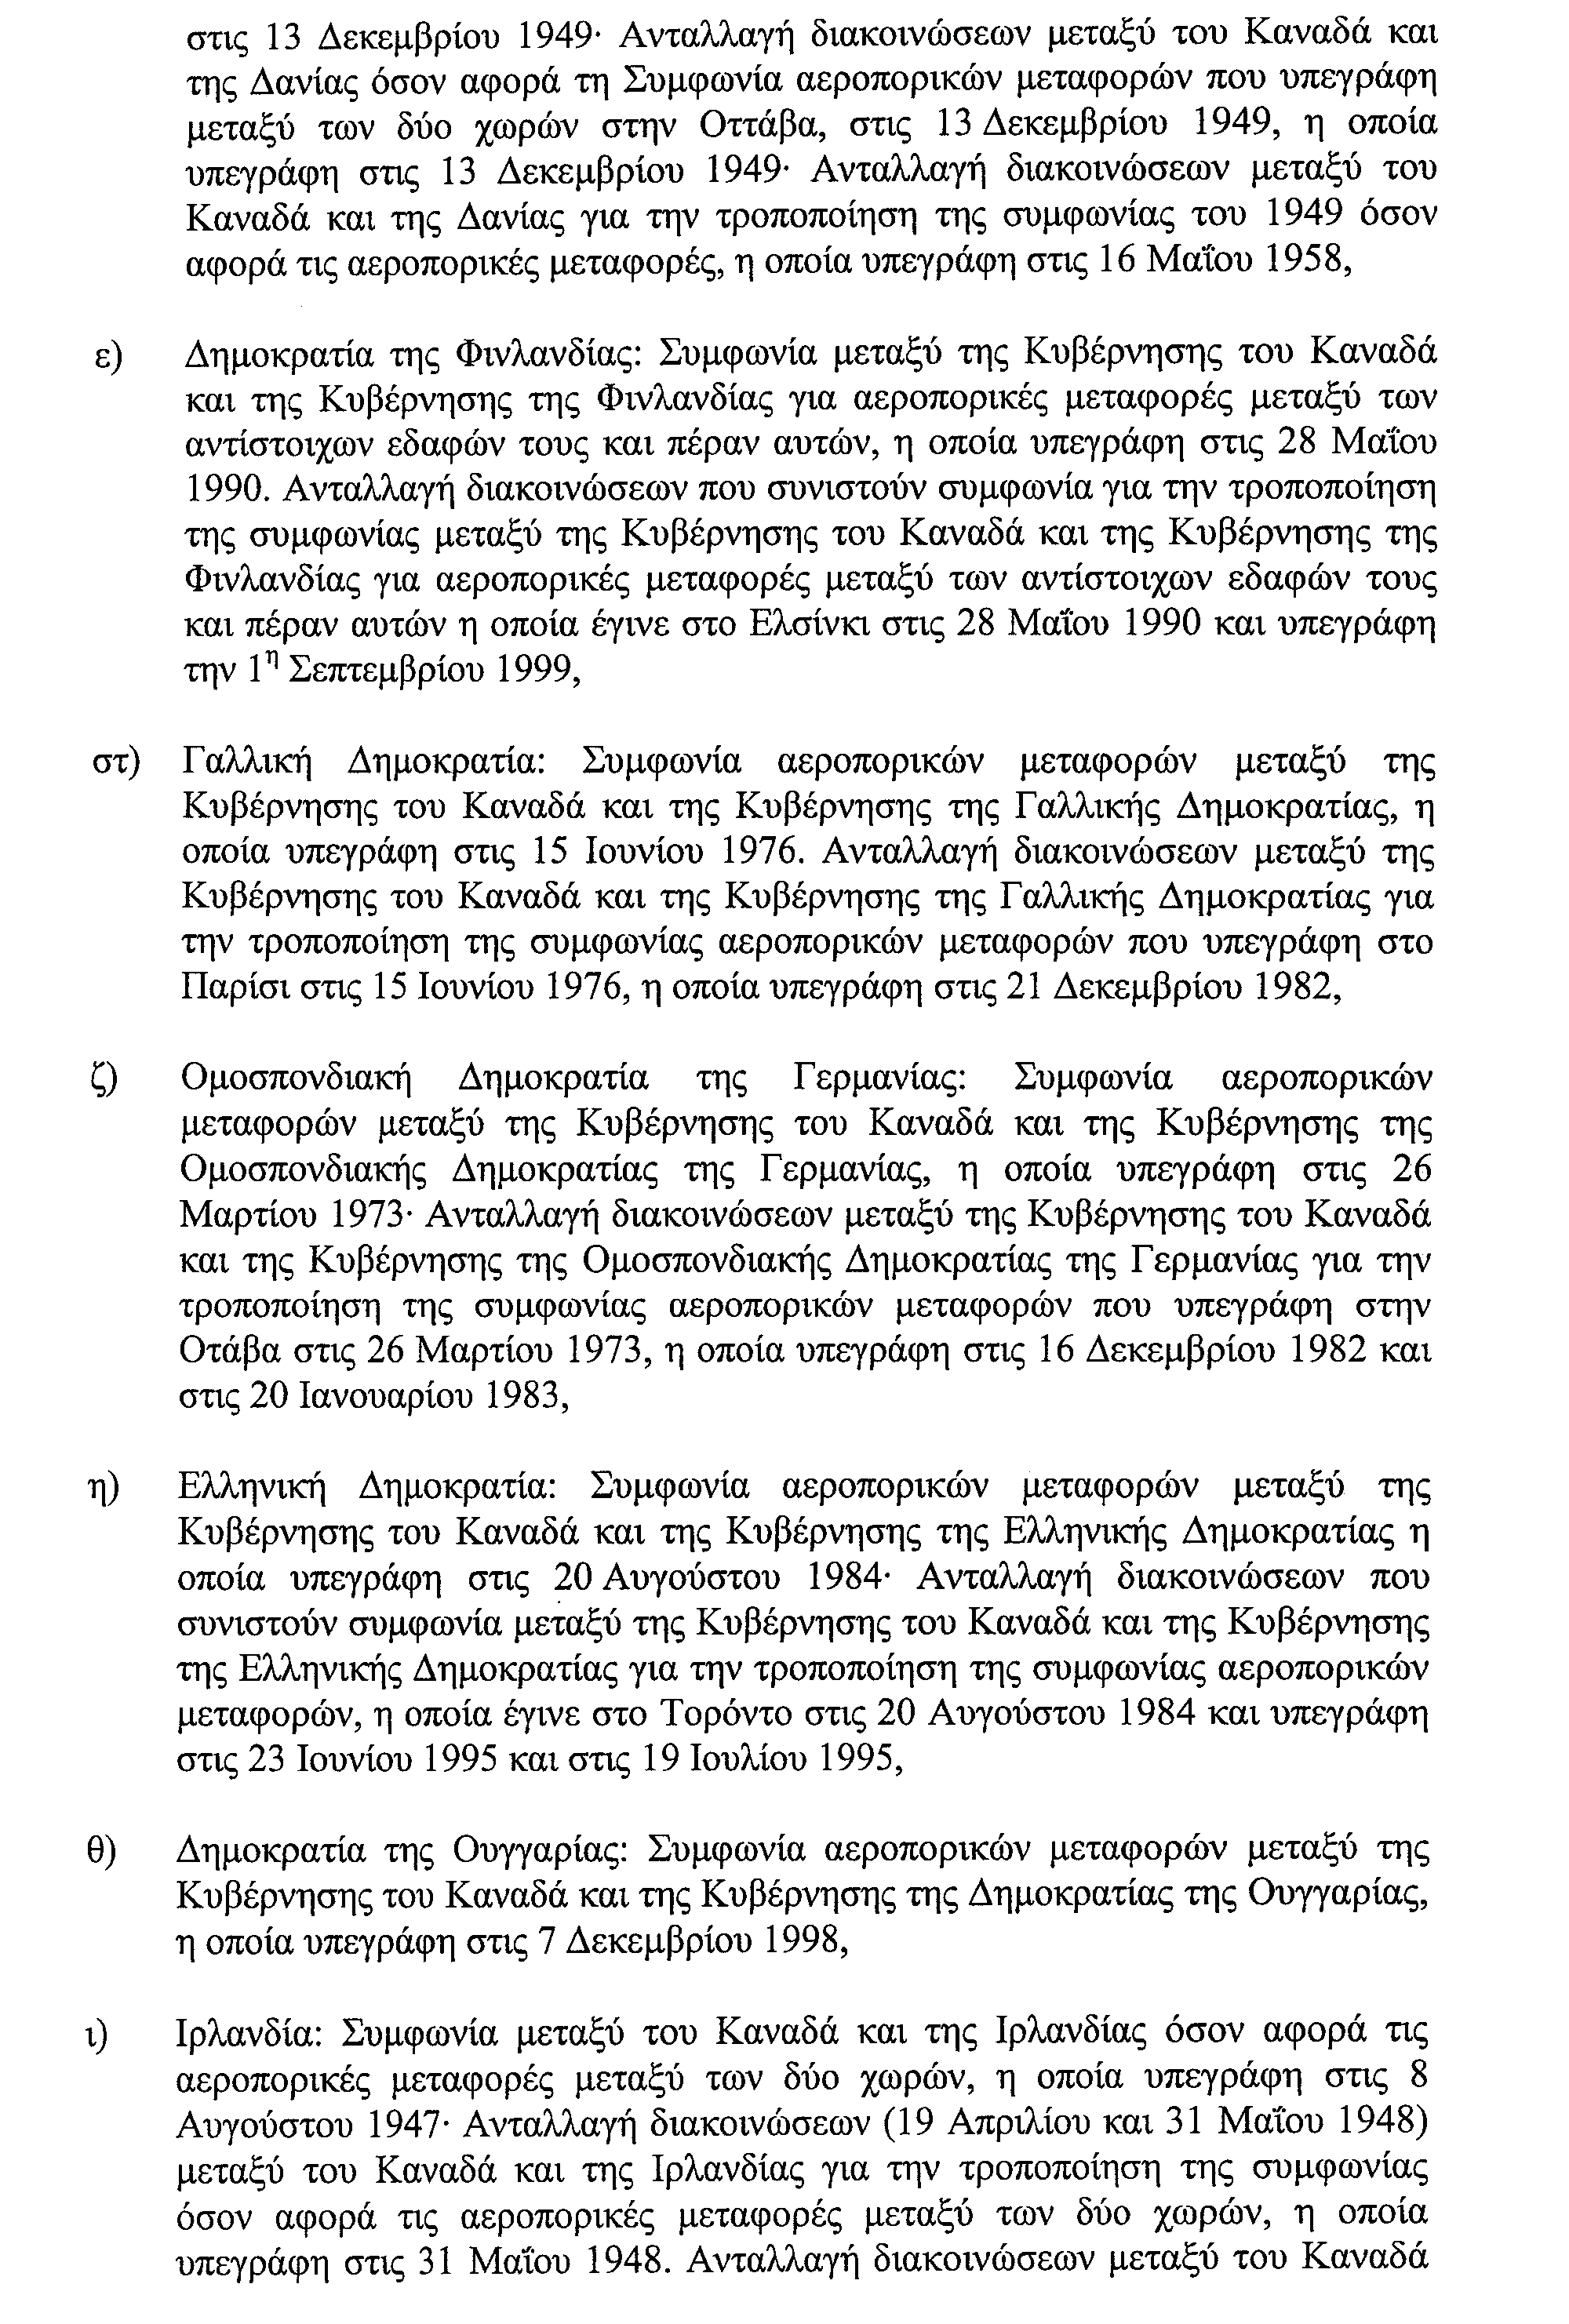 στις 13 Δεκεμβρίου 1949· Ανταλλαγή διακοινώσεων μεταξύ του Καναδά και
της Δανίας όσον αφορά τη Συμφωνία αεροπορικών μεταφορών που υπεγράφη
μεταξύ των δύο χωρών στην Οττάβα, στις 13 Δεκεμβρίου 1949, η οποία
υπεγράφη στις 13 Δεκεμβρίου 1949· Ανταλλαγή διακοινώσεων μεταξύ του
Καναδά και της Δανίας για την τροποποίηση της συμφωνίας του 1949 όσον
αφορά τις αεροπορικές μεταφορές, η οποία υπεγράφη στις 16 Μαΐου 1958,
ε) Δημοκρατία της Φινλανδίας: Συμφωνία μεταξύ της Κυβέρνησης του Καναδά
και της Κυβέρνησης της Φινλανδίας για αεροπορικές μεταφορές μεταξύ των
αντίστοιχων εδαφών τους και πέραν αυτών, η οποία υπεγράφη στις 28 Μαΐου
1990. Ανταλλαγή διακοινώσεων που συνιστούν συμφωνία για την τροποποίηση
της συμφωνίας μεταξύ της Κυβέρνησης του Καναδά και της Κυβέρνησης της
Φινλανδίας για αεροπορικές μεταφορές μεταξύ των αντίστοιχων εδαφών τους
και πέραν αυτών η οποία έγινε στο Ελσίνκι στις 28 Μαΐου 1990 και υπεγράφη
την 1η Σεπτεμβρίου 1999,
στ) Γαλλική Δημοκρατία: Συμφωνία αεροπορικών μεταφορών μεταξύ της
Κυβέρνησης του Καναδά και της Κυβέρνησης της Γαλλικής Δημοκρατίας, η
οποία υπεγράφη στις 15 Ιουνίου 1976. Ανταλλαγή διακοινώσεων μεταξύ της
Κυβέρνησης του Καναδά και της Κυβέρνησης της Γαλλικής Δημοκρατίας για
την τροποποίηση της συμφωνίας αεροπορικών μεταφορών που υπεγράφη στο
Παρίσι στις 15 Ιουνίου 1976, η οποία υπεγράφη στις 21 Δεκεμβρίου 1982,
ζ) Ομοσπονδιακή Δημοκρατία της Γερμανίας: Συμφωνία αεροπορικών
μεταφορών μεταξύ της Κυβέρνησης του Καναδά και της Κυβέρνησης της
Ομοσπονδιακής Δημοκρατίας της Γερμανίας, η οποία υπεγράφη στις 26
Μαρτίου 1973· Ανταλλαγή διακοινώσεων μεταξύ της Κυβέρνησης του Καναδά
και της Κυβέρνησης της Ομοσπονδιακής Δημοκρατίας της Γερμανίας για την
τροποποίηση της συμφωνίας αεροπορικών μεταφορών που υπεγράφη στην
Οτάβα στις 26 Μαρτίου 1973, η οποία υπεγράφη στις 16 Δεκεμβρίου 1982 και
στις 20 Ιανουαρίου 1983,
η) Ελληνική Δημοκρατία: Συμφωνία αεροπορικών μεταφορών μεταξύ της
Κυβέρνησης του Καναδά και της Κυβέρνησης της Ελληνικής Δημοκρατίας η
οποία υπεγράφη στις 20 Αυγούστου 1984· Ανταλλαγή διακοινώσεων που
συνιστούν συμφωνία μεταξύ της Κυβέρνησης του Καναδά και της Κυβέρνησης
της Ελληνικής Δημοκρατίας για την τροποποίηση της συμφωνίας αεροπορικών
μεταφορών, η οποία έγινε στο Τορόντο στις 20 Αυγούστου 1984 και υπεγράφη
στις 23 Ιουνίου 1995 και στις 19 Ιουλίου 1995,
θ) Δημοκρατία της Ουγγαρίας: Συμφωνία αεροπορικών μεταφορών μεταξύ της
Κυβέρνησης του Καναδά και της Κυβέρνησης της Δημοκρατίας της Ουγγαρίας,
η οποία υπεγράφη στις 7 Δεκεμβρίου 1998,
ι) Ιρλανδία: Συμφωνία μεταξύ του Καναδά και της Ιρλανδίας όσον αφορά τις
αεροπορικές μεταφορές μεταξύ των δύο χωρών, η οποία υπεγράφη στις 8
Αυγούστου 1947· Ανταλλαγή διακοινώσεων (19 Απριλίου και 31 Μαΐου 1948)
μεταξύ του Καναδά και της Ιρλανδίας για την τροποποίηση της συμφωνίας
όσον αφορά τις αεροπορικές μεταφορές μεταξύ των δύο χωρών, η οποία
υπεγράφη στις 31 Μαΐου 1948. Ανταλλαγή διακοινώσεων μεταξύ του Καναδά